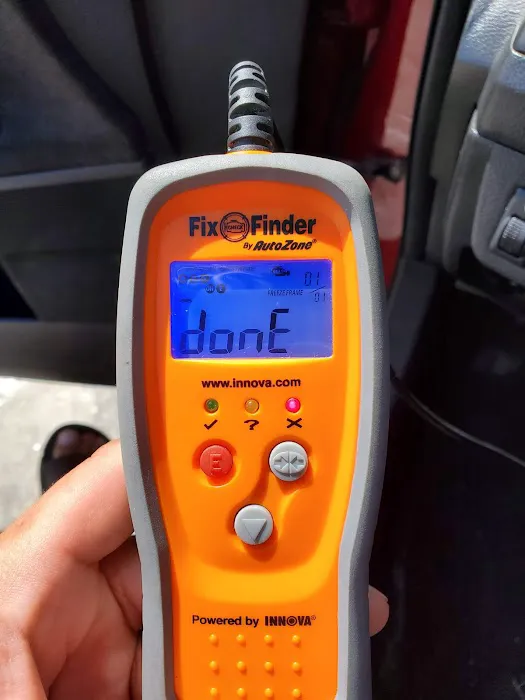 Fix Finder
By AutoZone®
01
FREEZE FRAME
01
donE
www.innova.com
✓ ? ✕
E
Powered by INNOVA®